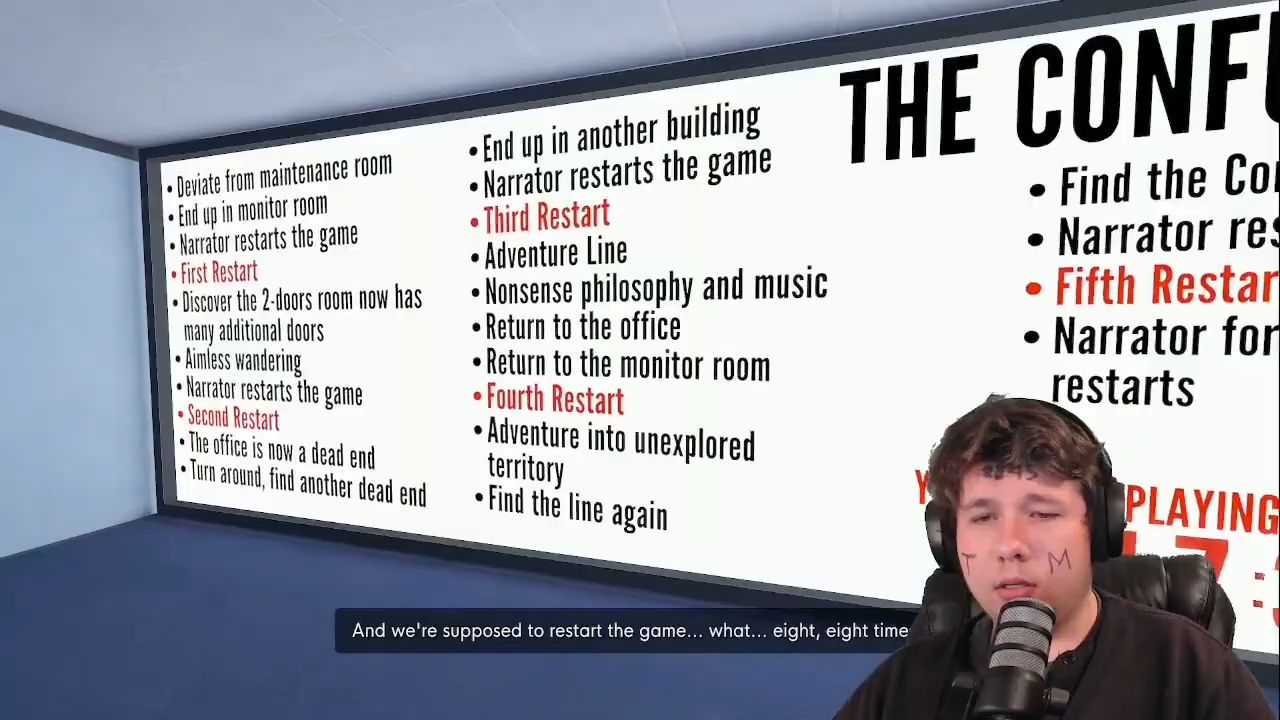 • Deviate from maintenance room
• End up in monitor room
• Narrator restarts the game
• First Restart
• Discover the 2-doors room now has
many additional doors
• Aimless wandering
• Narrator restarts the game
• Second Restart
• The office is now a dead end
• Turn around, find another dead end
• End up in another building
• Narrator restarts the game
• Third Restart
• Adventure Line
• Nonsense philosophy and music
• Return to the office
• Return to the monitor room
• Fourth Restart
• Adventure into unexplored
territory
• Find the line again
THE CONF
• Find the Co
• Narrator res
• Fifth Restar
• Narrator for
restarts
PLAYING
T M
And we're supposed to restart the game... what... eight, eight time